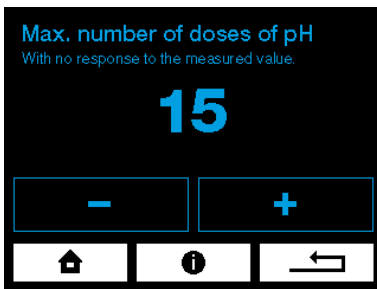 Max. number of doses of pH
With no response to the measured value.
15
− +